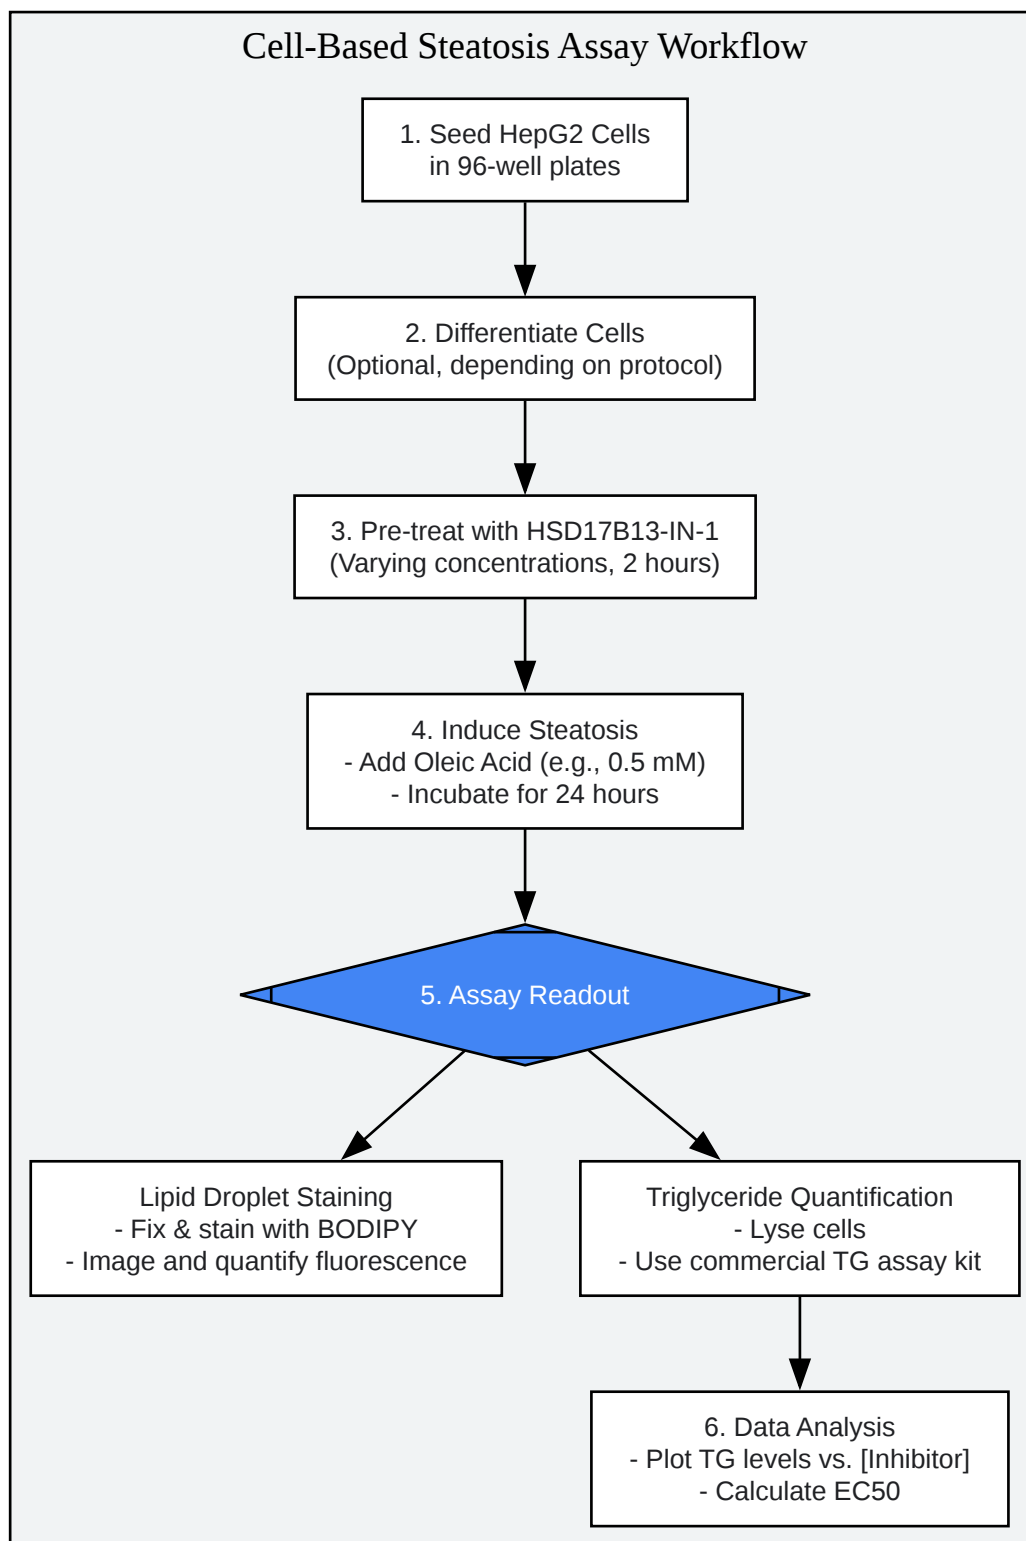 Cell-Based Steatosis Assay Workflow
1. Seed HepG2 Cells
in 96-well plates
2. Differentiate Cells
(Optional, depending on protocol)
3. Pre-treat with HSD17B13-IN-1
(Varying concentrations, 2 hours)
4. Induce Steatosis
- Add Oleic Acid (e.g., 0.5 mM)
- Incubate for 24 hours
5. Assay Readout
Lipid Droplet Staining
- Fix & stain with BODIPY
- Image and quantify fluorescence
Triglyceride Quantification
- Lyse cells
- Use commercial TG assay kit
6. Data Analysis
- Plot TG levels vs. [Inhibitor]
- Calculate EC50